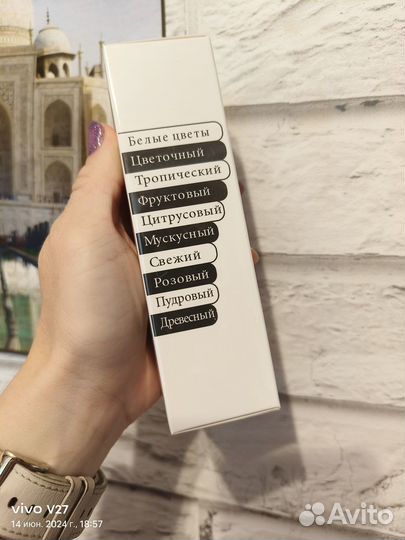 Белые цветы
Цветочный
Тропический
Фруктовый
Цитрусовый
Мускусный
Свежий
Розовый
Пудровый
Древесный
vivo V27
14 июн. 2024 г., 18:57
Avito